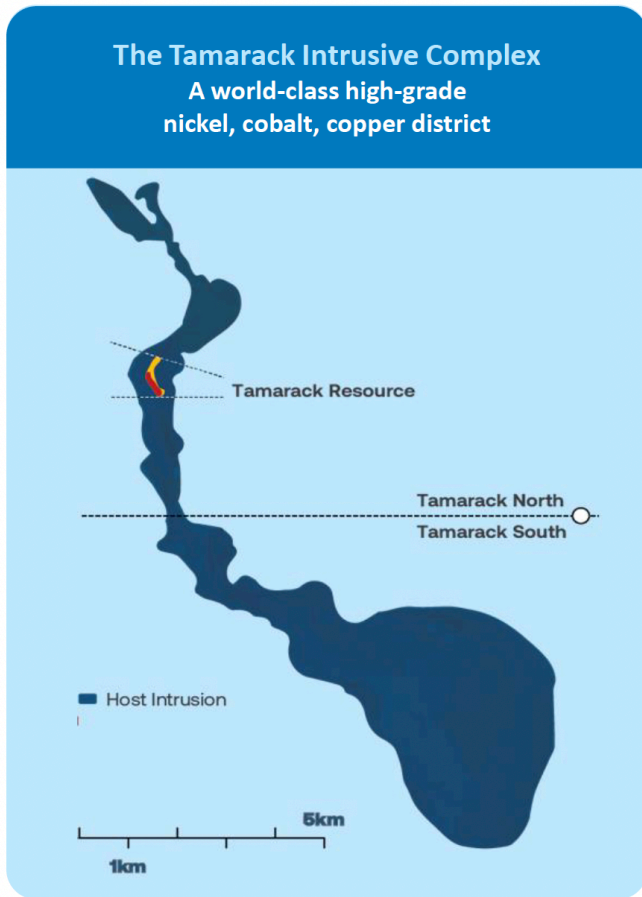 The Tamarack Intrusive Complex
A world-class high-grade
nickel, cobalt, copper district
Tamarack Resource
Tamarack North
Tamarack South
Host Intrusion
5km
1km